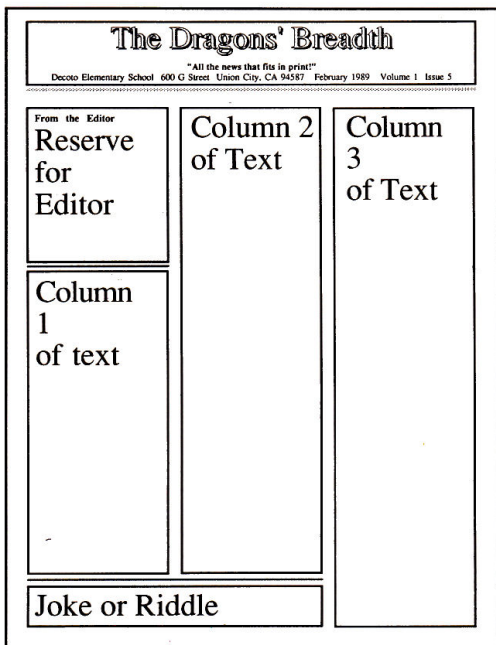 The Dragons' Breadth
"All the news that fits in print!"
Decoto Elementary School 600 G Street Union City, CA 94587 February 1989 Volume 1 Issue 5
From the Editor
Reserve
for
Editor
Column
1
of text
Column 2
of Text
Column
3
of Text
Joke or Riddle